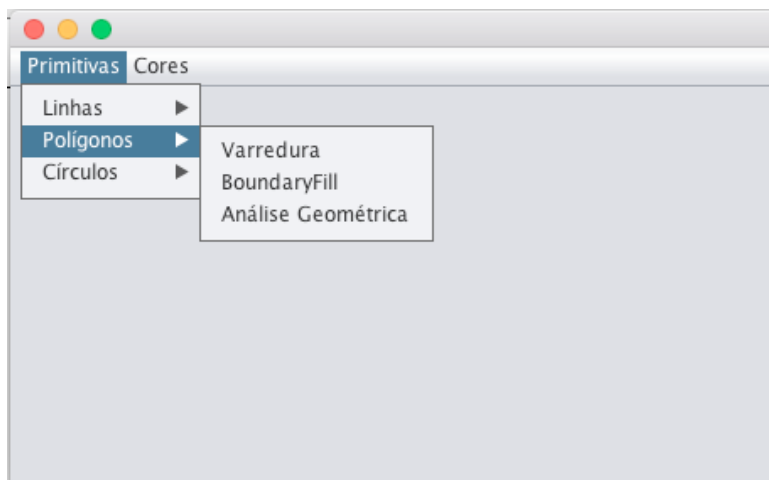 Primitivas Cores
Linhas
Polígonos
Círculos
Varredura
BoundaryFill
Análise Geométrica